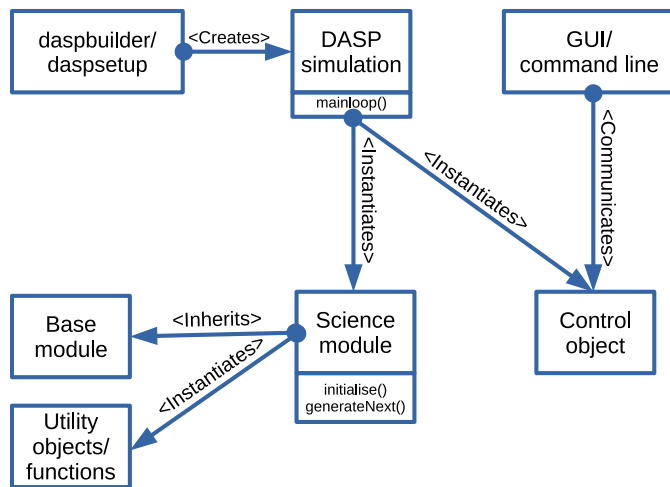 daspbuilder/
daspsetup
<Creates>
DASP
simulation
mainloop()
GUI/
command line
<Instantiates>
<Instantiates>
<Communicates>
Base
module
<Inherits>
Science
module
initialise()
generateNext()
Control
object
<Instantiates>
Utility
objects/
functions